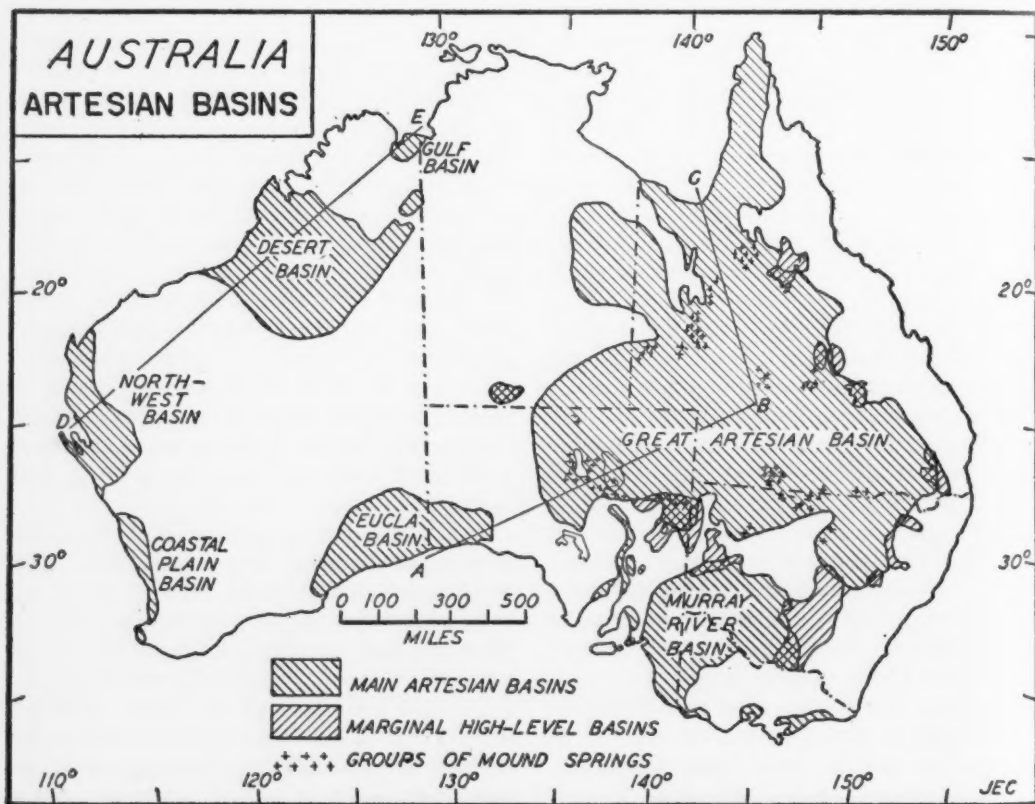 AUSTRALIA
ARTESIAN BASINS
130°
140°
150°
E
GULF
BASIN
C
DESERT
BASIN
20°
20°
NORTH-
WEST
BASIN
D
B
GREAT ARTESIAN BASIN
EUCLA
BASIN
COASTAL
PLAIN
BASIN
30°
A
30°
0 100 300 500
MILES
MURRAY
RIVER
BASIN
MAIN ARTESIAN BASINS
MARGINAL HIGH-LEVEL BASINS
GROUPS OF MOUND SPRINGS
110°
120°
130°
140°
150°
JEC